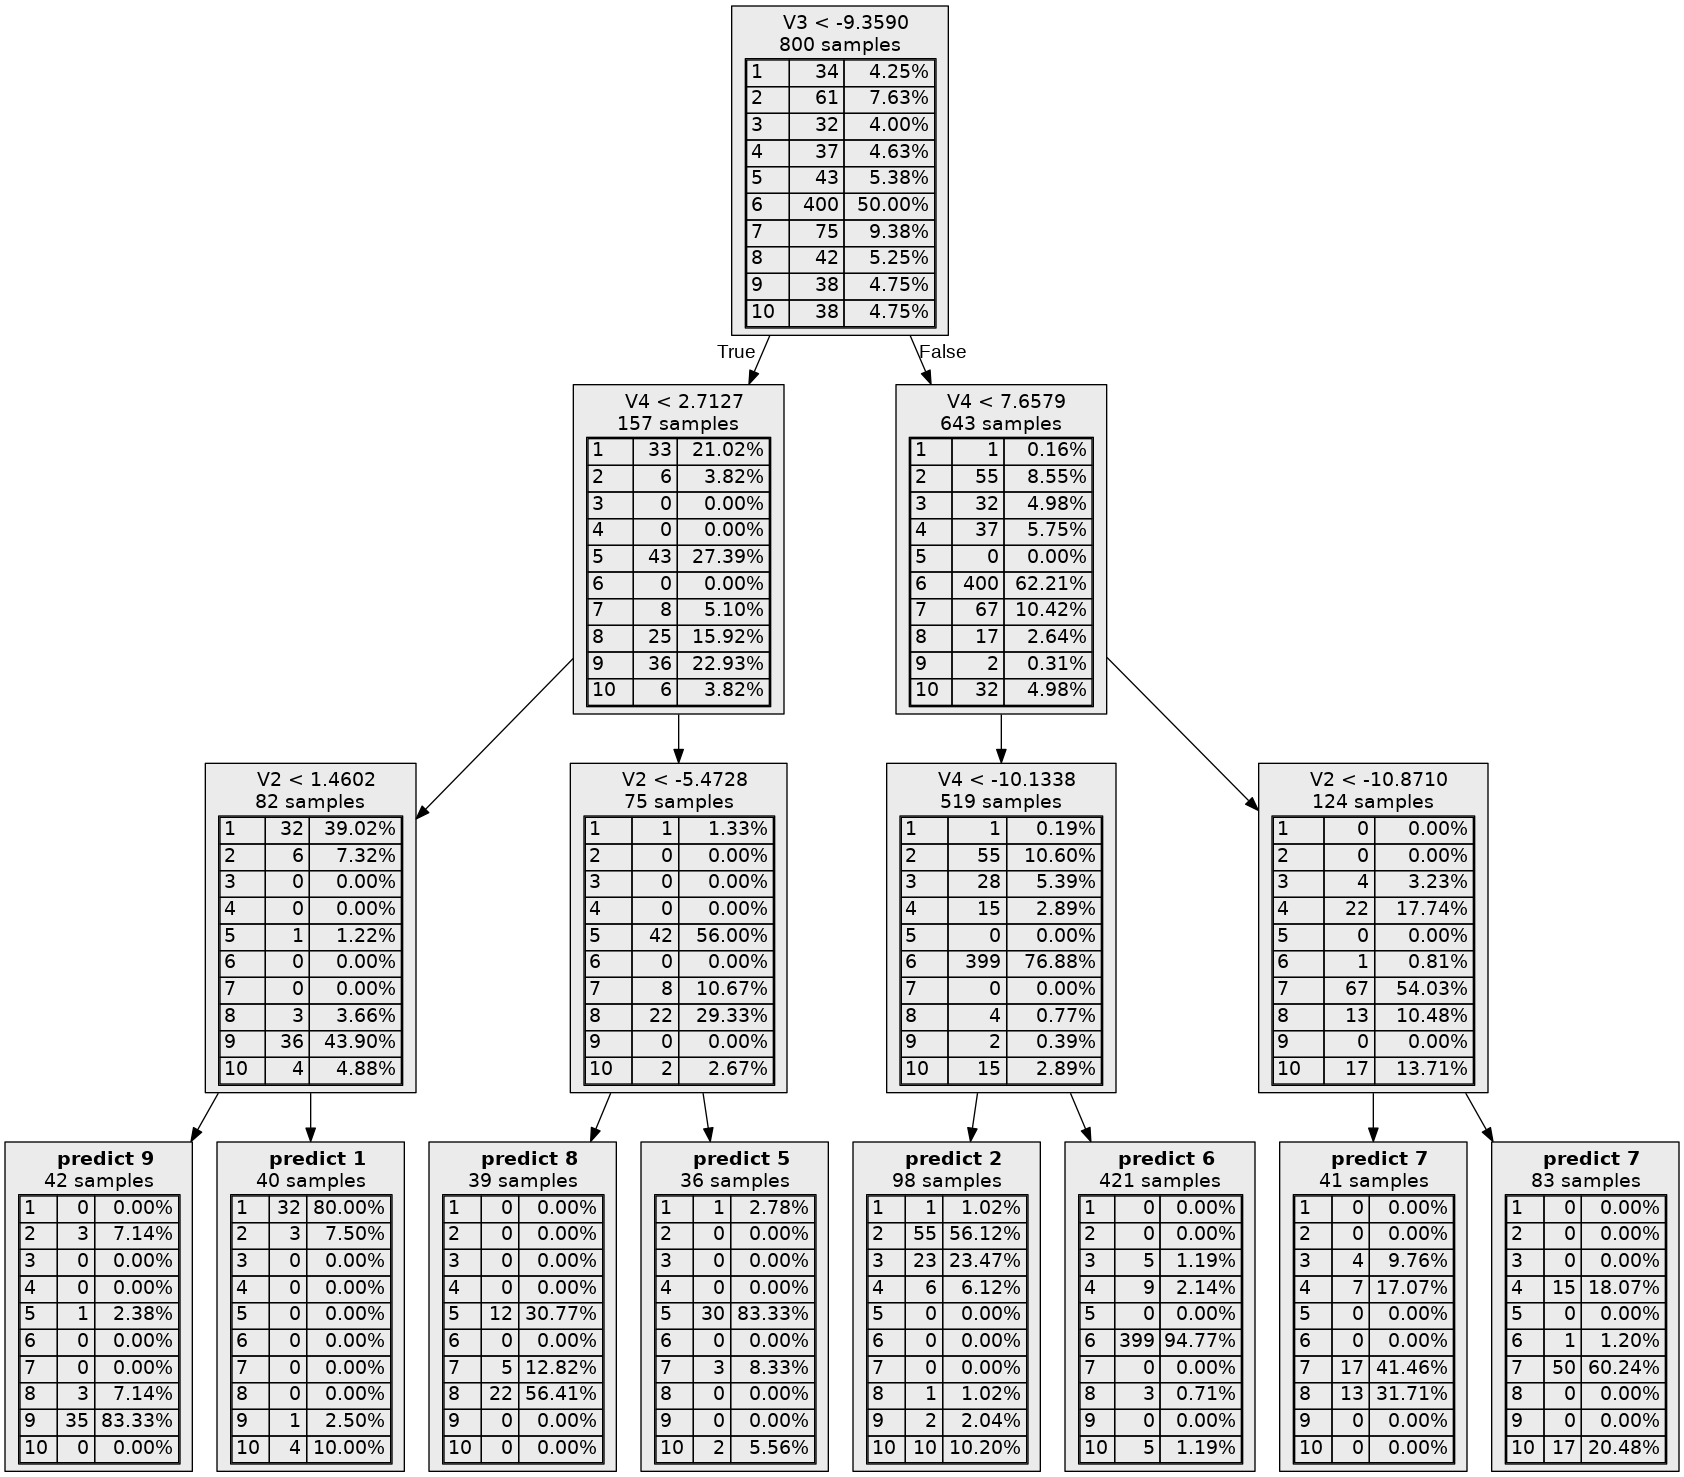 V3 < -9.3590
800 samples
1 34 4.25%
2 61 7.63%
3 32 4.00%
4 37 4.63%
5 43 5.38%
6 400 50.00%
7 75 9.38%
8 42 5.25%
9 38 4.75%
10 38 4.75%
True
False
V4 < 2.7127
157 samples
1 33 21.02%
2 6 3.82%
3 0 0.00%
4 0 0.00%
5 43 27.39%
6 0 0.00%
7 8 5.10%
8 25 15.92%
9 36 22.93%
10 6 3.82%
V4 < 7.6579
643 samples
1 1 0.16%
2 55 8.55%
3 32 4.98%
4 37 5.75%
5 0 0.00%
6 400 62.21%
7 67 10.42%
8 17 2.64%
9 2 0.31%
10 32 4.98%
V2 < 1.4602
82 samples
1 32 39.02%
2 6 7.32%
3 0 0.00%
4 0 0.00%
5 1 1.22%
6 0 0.00%
7 0 0.00%
8 3 3.66%
9 36 43.90%
10 4 4.88%
V2 < -5.4728
75 samples
1 1 1.33%
2 0 0.00%
3 0 0.00%
4 0 0.00%
5 42 56.00%
6 0 0.00%
7 8 10.67%
8 22 29.33%
9 0 0.00%
10 2 2.67%
V4 < -10.1338
519 samples
1 1 0.19%
2 55 10.60%
3 28 5.39%
4 15 2.89%
5 0 0.00%
6 399 76.88%
7 0 0.00%
8 4 0.77%
9 2 0.39%
10 15 2.89%
V2 < -10.8710
124 samples
1 0 0.00%
2 0 0.00%
3 4 3.23%
4 22 17.74%
5 0 0.00%
6 1 0.81%
7 67 54.03%
8 13 10.48%
9 0 0.00%
10 17 13.71%
predict 9
42 samples
1 0 0.00%
2 3 7.14%
3 0 0.00%
4 0 0.00%
5 1 2.38%
6 0 0.00%
7 0 0.00%
8 3 7.14%
9 35 83.33%
10 0 0.00%
predict 1
40 samples
1 32 80.00%
2 3 7.50%
3 0 0.00%
4 0 0.00%
5 0 0.00%
6 0 0.00%
7 0 0.00%
8 0 0.00%
9 1 2.50%
10 4 10.00%
predict 8
39 samples
1 0 0.00%
2 0 0.00%
3 0 0.00%
4 0 0.00%
5 12 30.77%
6 0 0.00%
7 5 12.82%
8 22 56.41%
9 0 0.00%
10 0 0.00%
predict 5
36 samples
1 1 2.78%
2 0 0.00%
3 0 0.00%
4 0 0.00%
5 30 83.33%
6 0 0.00%
7 3 8.33%
8 0 0.00%
9 0 0.00%
10 2 5.56%
predict 2
98 samples
1 1 1.02%
2 55 56.12%
3 23 23.47%
4 6 6.12%
5 0 0.00%
6 0 0.00%
7 0 0.00%
8 1 1.02%
9 2 2.04%
10 10 10.20%
predict 6
421 samples
1 0 0.00%
2 0 0.00%
3 5 1.19%
4 9 2.14%
5 0 0.00%
6 399 94.77%
7 0 0.00%
8 3 0.71%
9 0 0.00%
10 5 1.19%
predict 7
41 samples
1 0 0.00%
2 0 0.00%
3 4 9.76%
4 7 17.07%
5 0 0.00%
6 0 0.00%
7 17 41.46%
8 13 31.71%
9 0 0.00%
10 0 0.00%
predict 7
83 samples
1 0 0.00%
2 0 0.00%
3 0 0.00%
4 15 18.07%
5 0 0.00%
6 1 1.20%
7 50 60.24%
8 0 0.00%
9 0 0.00%
10 17 20.48%